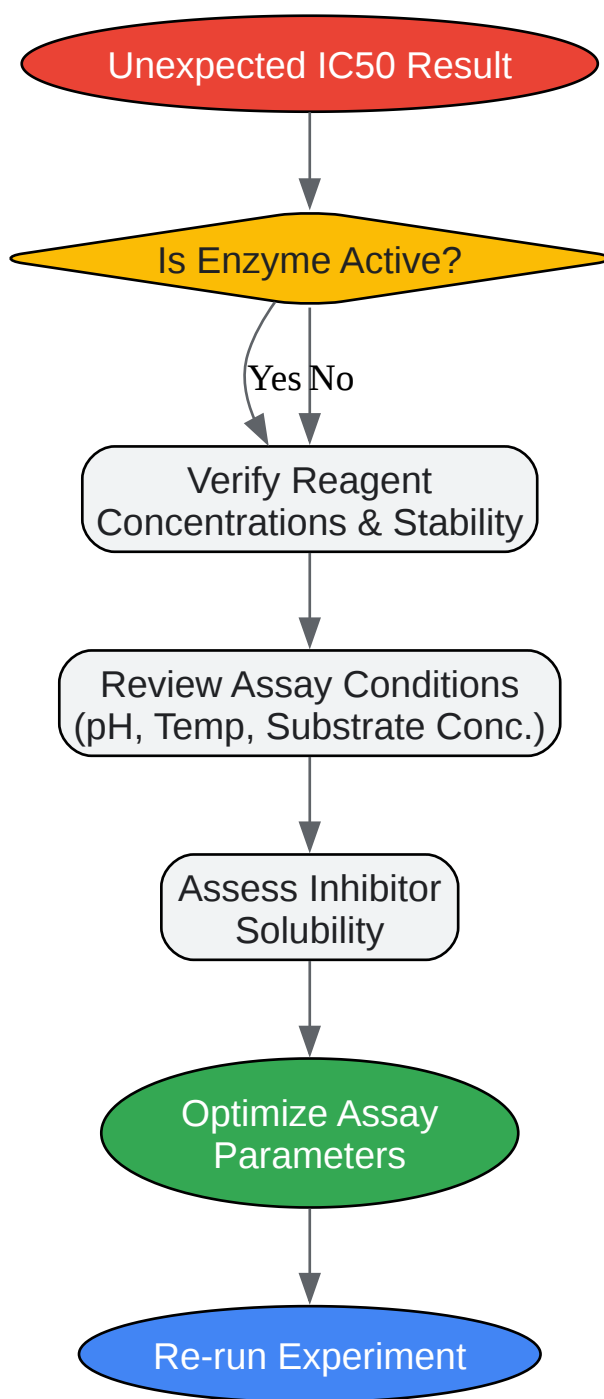 Unexpected IC50 Result
Is Enzyme Active?
Yes No
Verify Reagent
Concentrations & Stability
Review Assay Conditions
(pH, Temp, Substrate Conc.)
Assess Inhibitor
Solubility
Optimize Assay
Parameters
Re-run Experiment